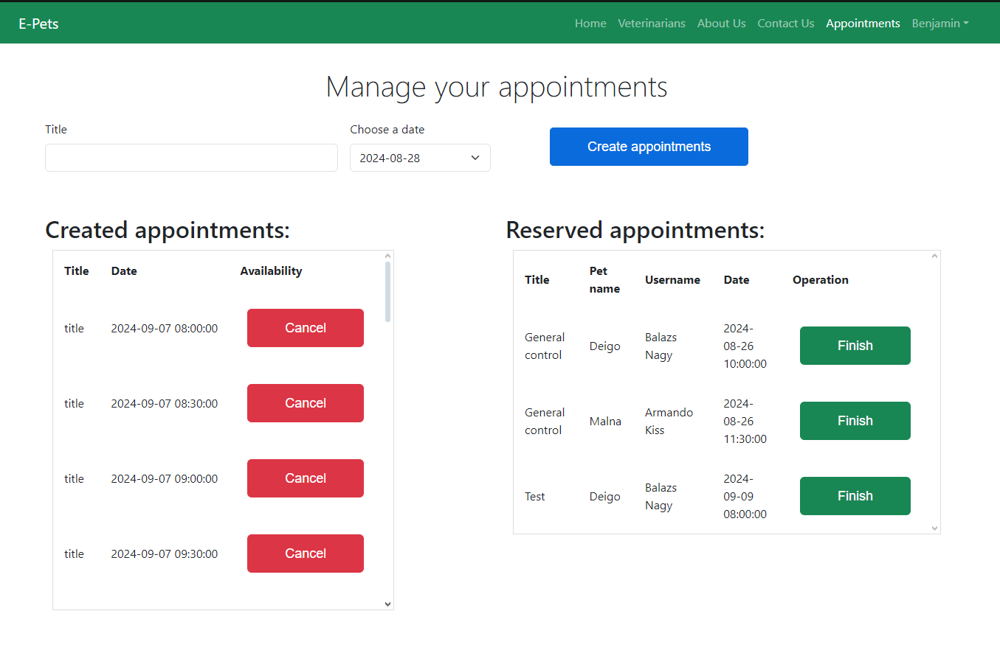 E-Pets
Home Veterinarians About Us Contact Us Appointments Benjamin
Manage your appointments
Title
Choose a date
2024-08-28
Create appointments
Created appointments:
Title Date Availability
title 2024-09-07 08:00:00 Cancel
title 2024-09-07 08:30:00 Cancel
title 2024-09-07 09:00:00 Cancel
title 2024-09-07 09:30:00 Cancel
Reserved appointments:
Title Pet name Username Date Operation
General control Deigo Balazs Nagy 2024-08-26 10:00:00 Finish
General control Malna Armando Kiss 2024-08-26 11:30:00 Finish
Test Deigo Balazs Nagy 2024-09-09 08:00:00 Finish